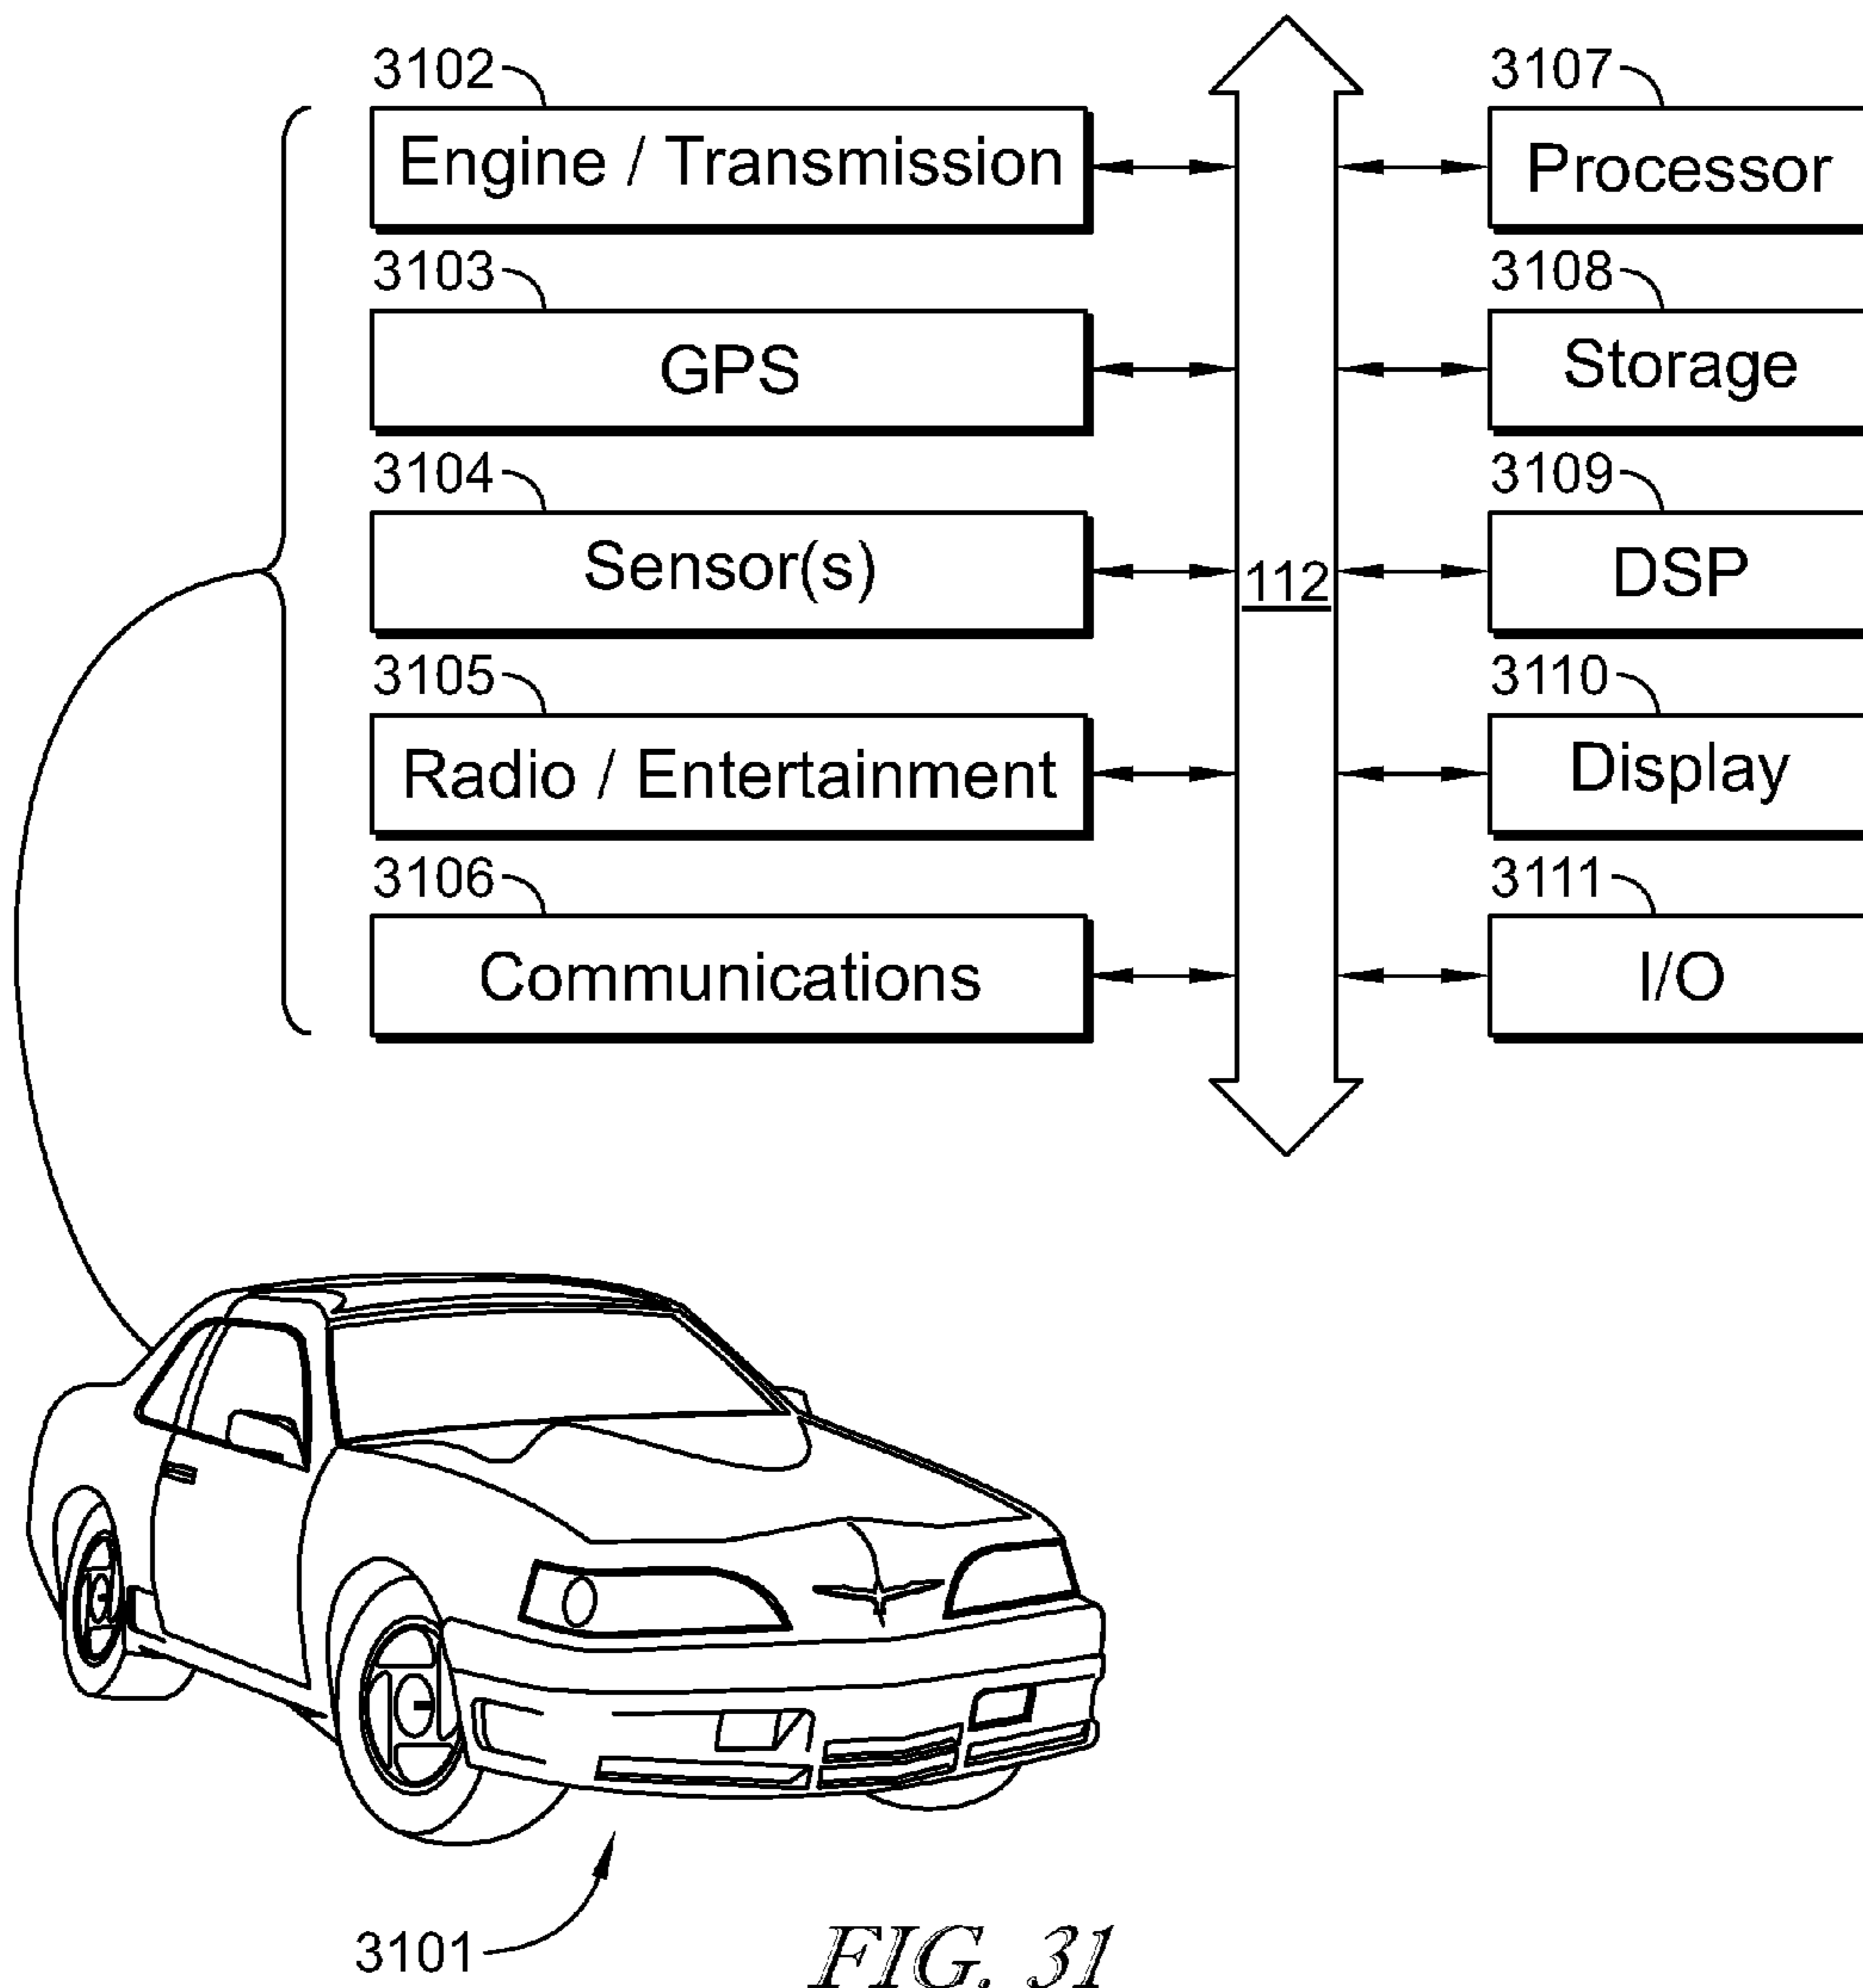 3102 3107
Engine / Transmission Processor
3103 3108
GPS Storage
3104 3109
Sensor(s) 112 DSP
3105 3110
Radio / Entertainment Display
3106 3111
Communications I/O
3101
FIG. 31